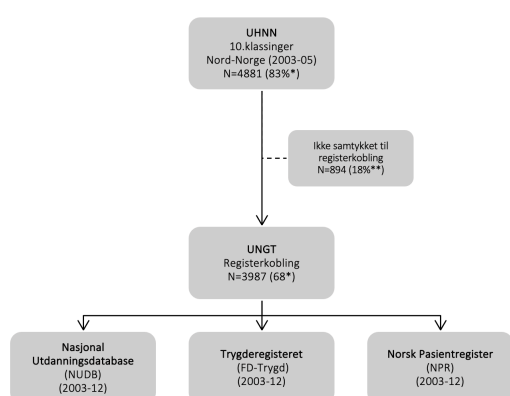 UHNN
10.klassinger
Nord-Norge (2003-05)
N=4881 (83%*)
Ikke samtykket til
registerkobling
N=894 (18%**)
UNGT
Registerkobling
N=3987 (68*)
Nasjonal
Utdanningsdatabase
(NUDB)
(2003-12)
Trygderegisteret
(FD-Trygd)
(2003-12)
Norsk Pasientregister
(NPR)
(2003-12)